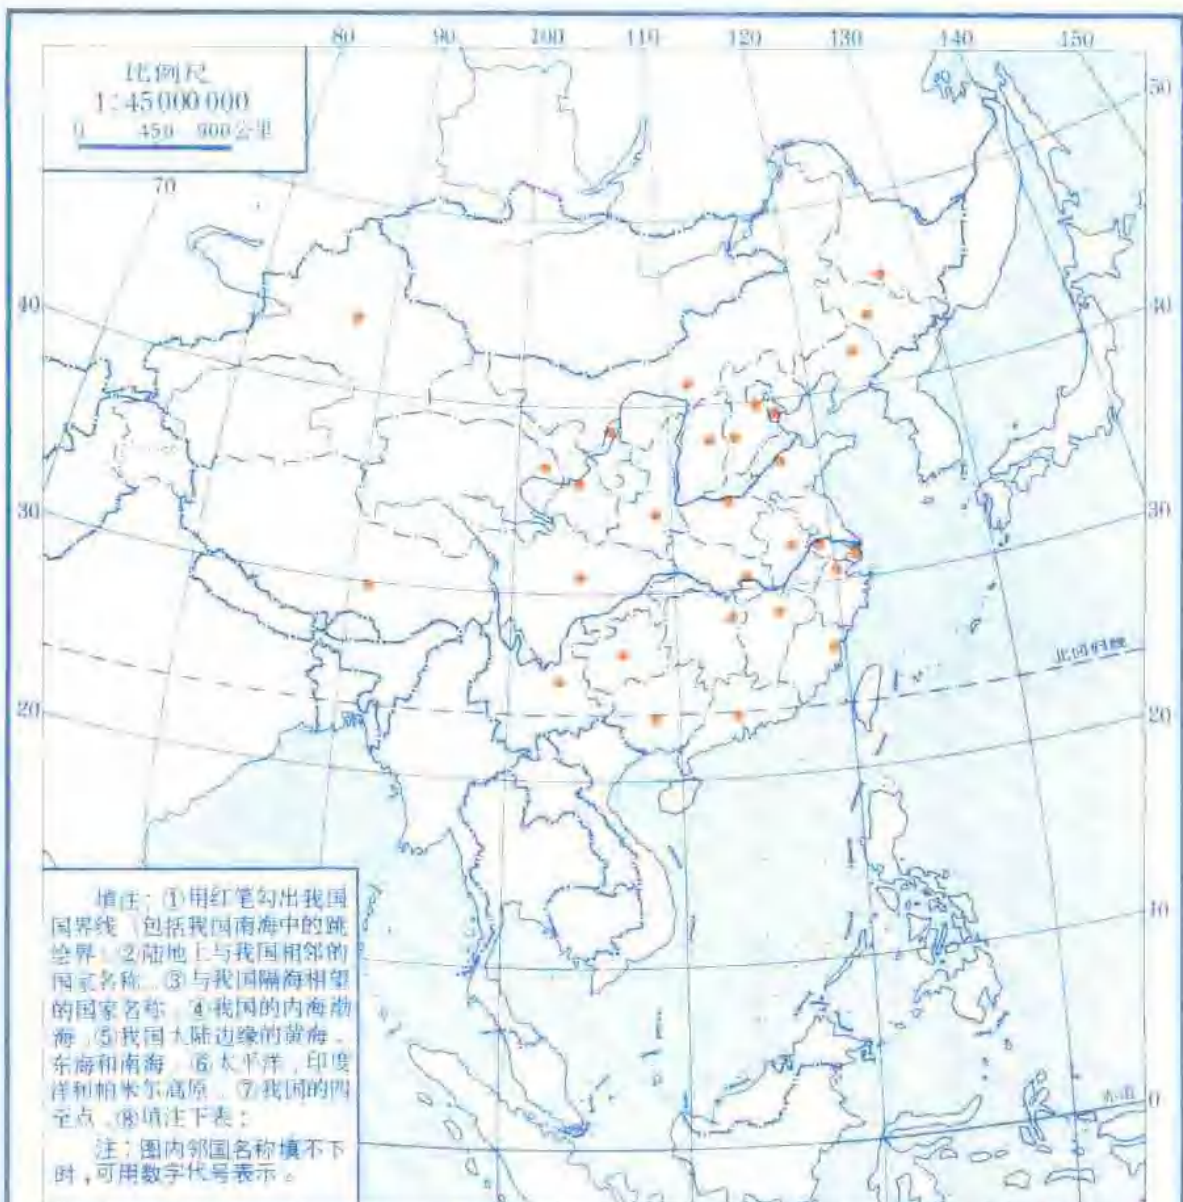 80 90 100 110 120 130 140 150
比例尺
1:45 000 000
0 450 900公里
70
50
40
40
30
30
北回归线
20
20
10
赤道
0
填注:①用红笔勾出我国
国界线(包括我国南海中的跳
绘界)②陆地上与我国相邻的
国家名称 ③与我国隔海相望
的国家名称 ④我国的内海渤
海 ⑤我国大陆边缘的黄海、
东海和南海 ⑥太平洋、印度
洋和帕米尔高原 ⑦我国的四
至点 ⑧填注下表:
注:图内邻国名称填不下
时,可用数字代号表示。